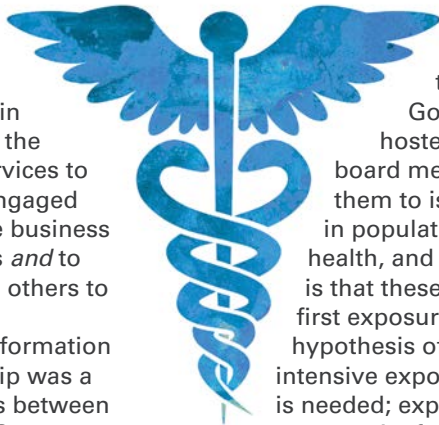 in
the
rvices to
ngaged
e business
s and to
others to
formation
ip was a
s between
Go
hoste
board me
them to is
in populat
health, and
is that these
first exposur
hypothesis of
intensive expo
is needed; exp